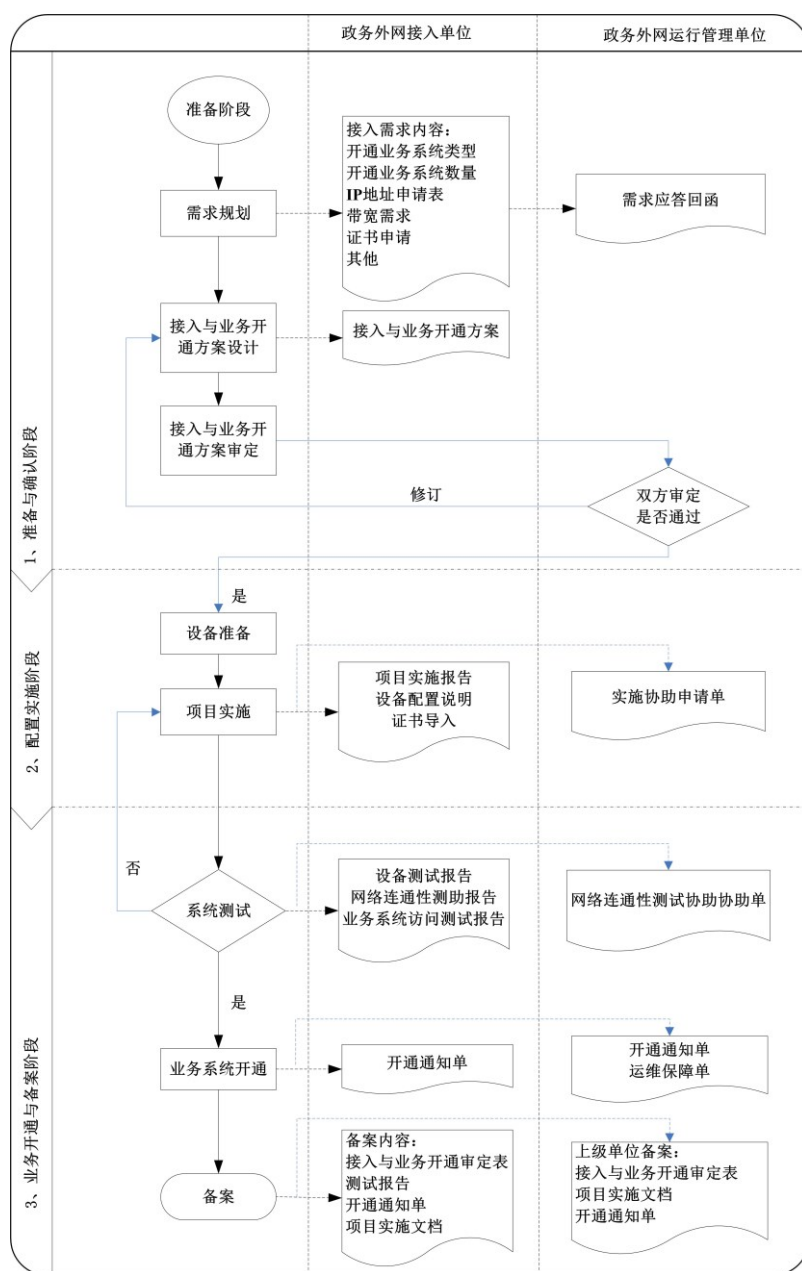 政务外网接入单位
政务外网运行管理单位
准备阶段
接入需求内容：
开通业务系统类型
开通业务系统数量
IP地址申请表
带宽需求
证书申请
其他
需求规划
需求应答回函
接入与业务开
通方案设计
接入与业务开通方案
接入与业务开
通方案审定
双方审定
是否通过
修订
1、准备与确认阶段
是
设备准备
项目实施
项目实施报告
设备配置说明
证书导入
实施协助申请单
2、配置实施阶段
否
系统测试
设备测试报告
网络连通性测助报告
业务系统访问测试报告
网络连通性测试协助协助单
是
业务系统开通
开通通知单
开通通知单
运维保障单
3、业务开通与备案阶段
备案
备案内容：
接入与业务开通审定表
测试报告
开通通知单
项目实施文档
上级单位备案：
接入与业务开通审定表
项目实施文档
开通通知单